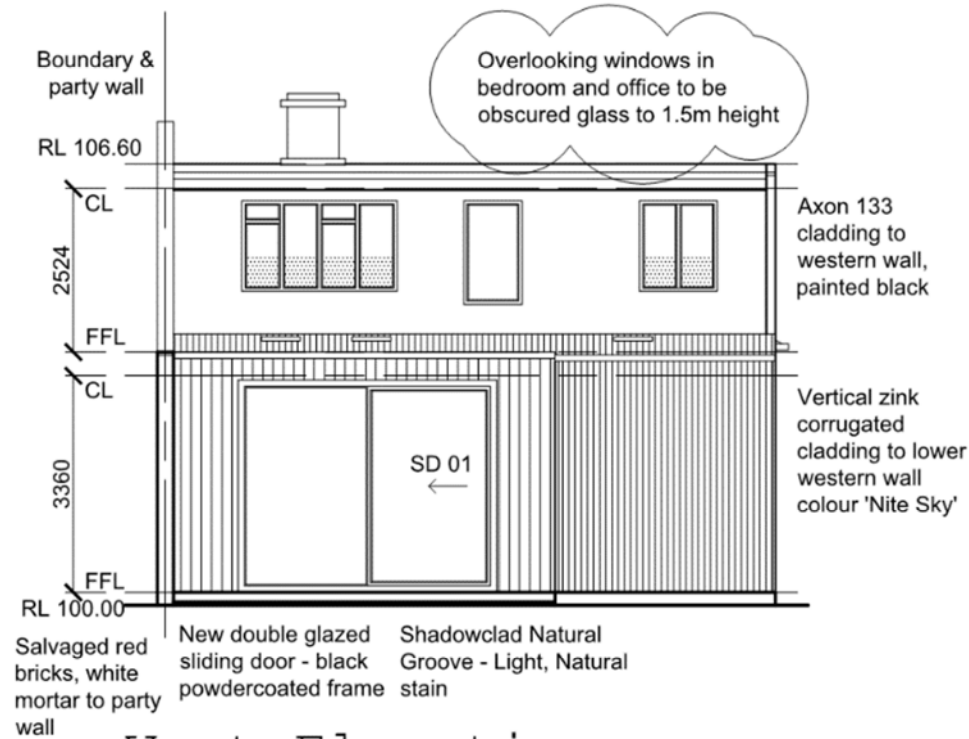 Boundary &
party wall
Overlooking windows in
bedroom and office to be
obscured glass to 1.5m height
RL 106.60
CL
2524
FFL
CL
3360
FFL
RL 100.00
Axon 133
cladding to
western wall,
painted black
Vertical zink
corrugated
cladding to lower
western wall
colour 'Nite Sky'
SD 01
Salvaged red
bricks, white
mortar to party
wall
New double glazed
sliding door - black
powdercoated frame
Shadowclad Natural
Groove - Light, Natural
stain